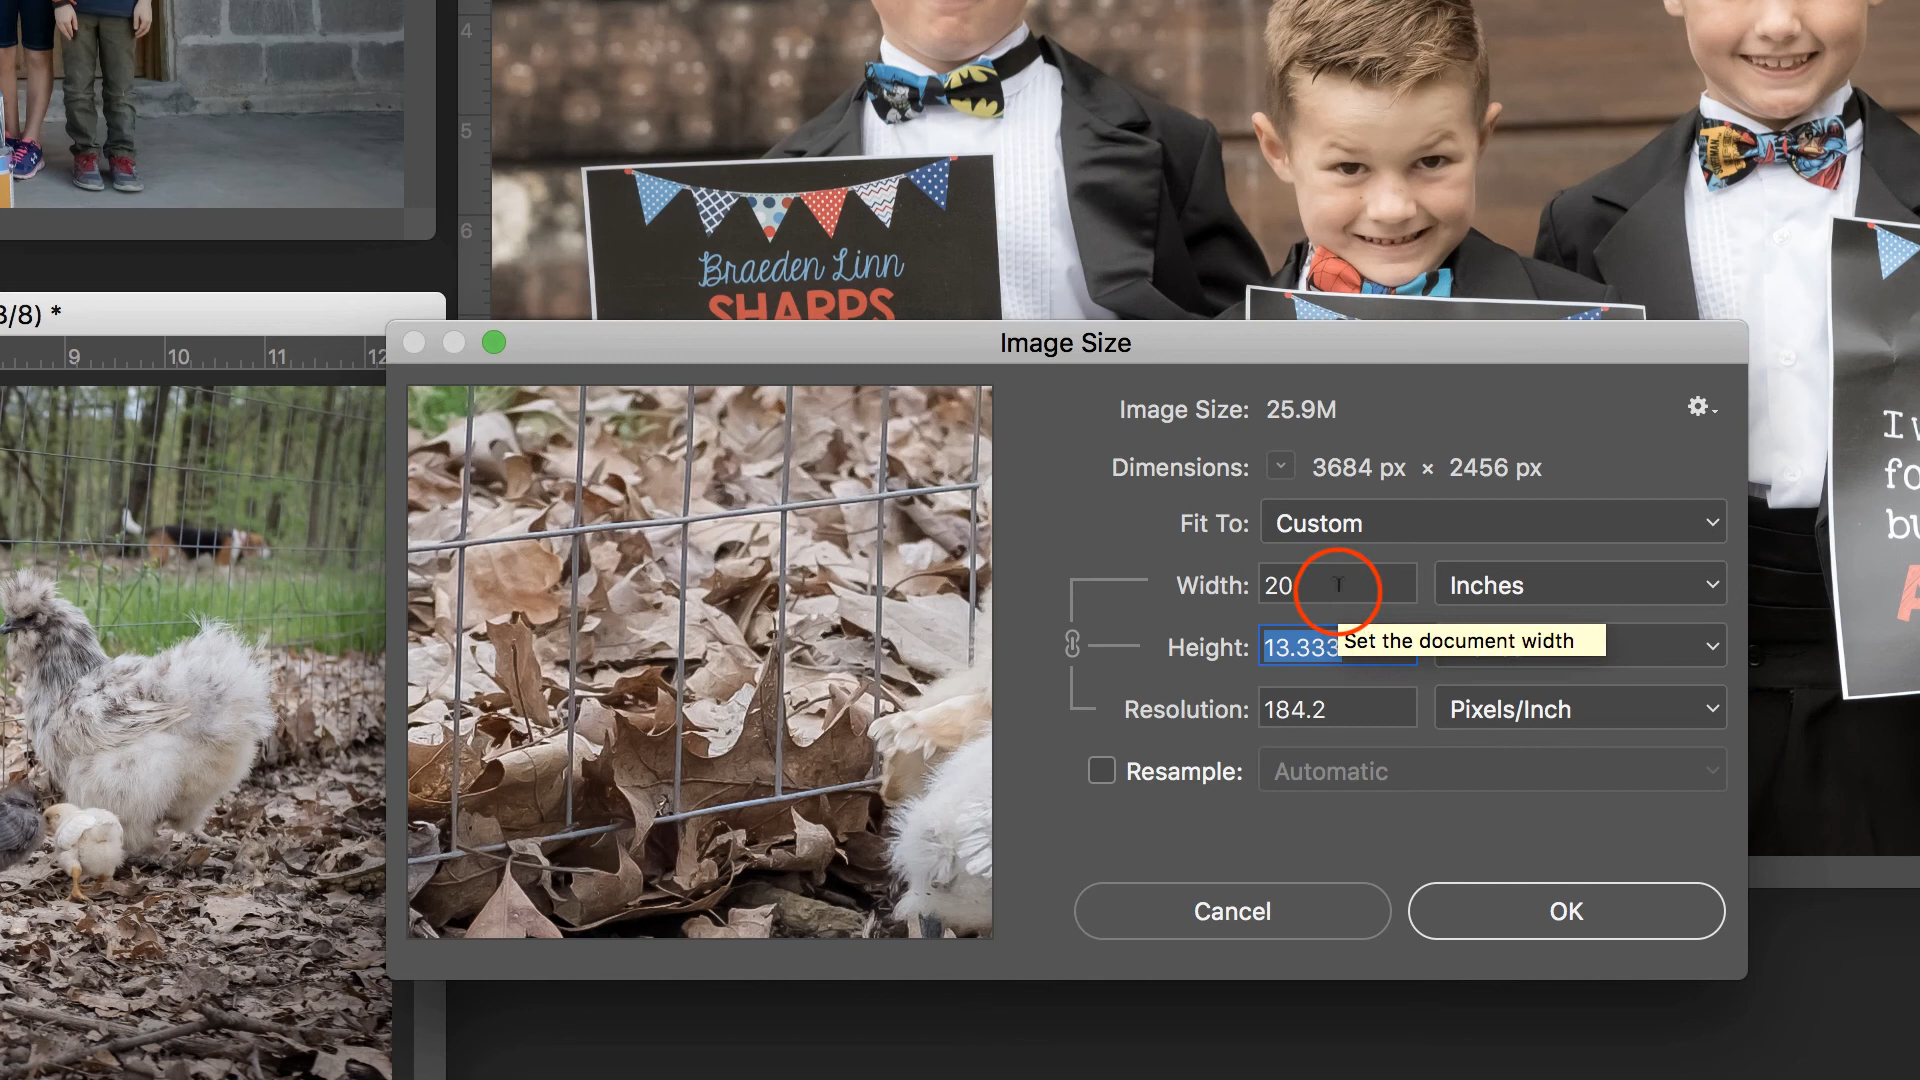 4
5
6
Braeden Linn
SHARPS
3/8) *
9 10 11 12
Image Size
Image Size: 25.9M
Dimensions: 3684 px × 2456 px
Fit To: Custom
Width: 20 Inches
Set the document width
Height: 13.333
Resolution: 184.2 Pixels/Inch
Resample: Automatic
Cancel OK
I w
fo
bu
A